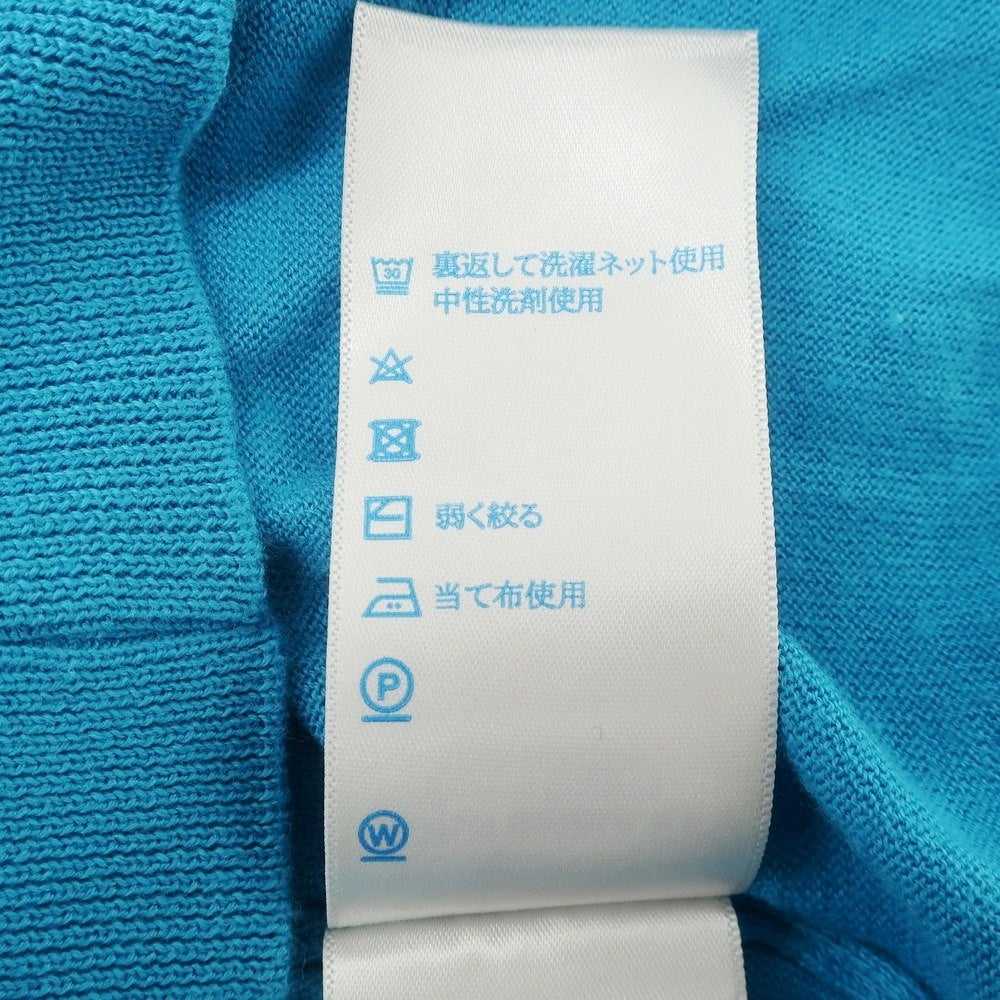 30 裏返して洗濯ネット使用
中性洗剤使用
弱く絞る
当て布使用
P
W